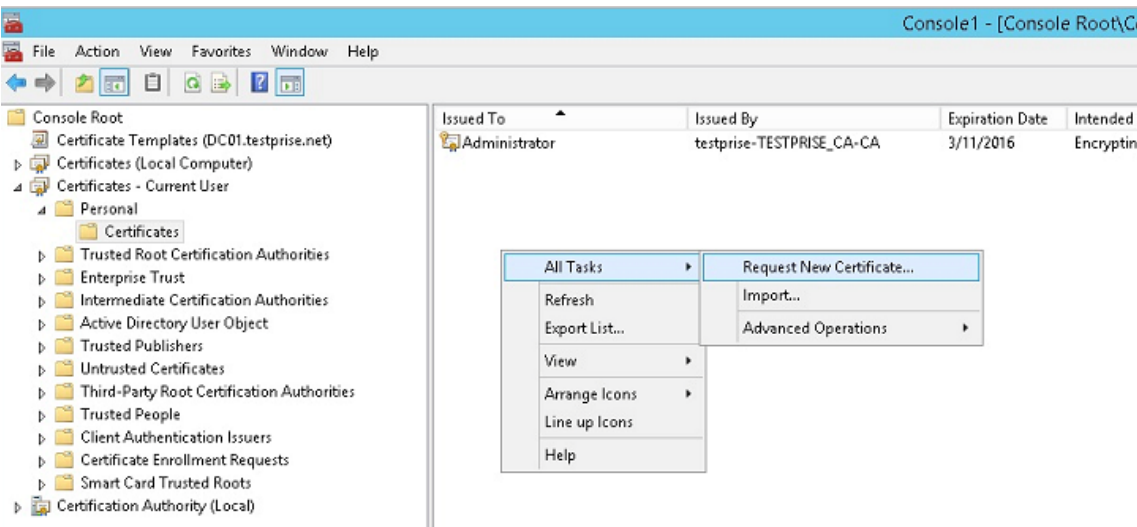 Console1 - [Console Root\C
File Action View Favorites Window Help
Console Root
Certificate Templates (DC01.testprise.net)
Certificates (Local Computer)
Certificates - Current User
Personal
Certificates
Trusted Root Certification Authorities
Enterprise Trust
Intermediate Certification Authorities
Active Directory User Object
Trusted Publishers
Untrusted Certificates
Third-Party Root Certification Authorities
Trusted People
Client Authentication Issuers
Certificate Enrollment Requests
Smart Card Trusted Roots
Certification Authority (Local)
Issued To Issued By Expiration Date Intended
Administrator testprise-TESTPRISE_CA-CA 3/11/2016 Encryptin
All Tasks
Refresh
Export List...
View
Arrange Icons
Line up Icons
Help
Request New Certificate...
Import...
Advanced Operations